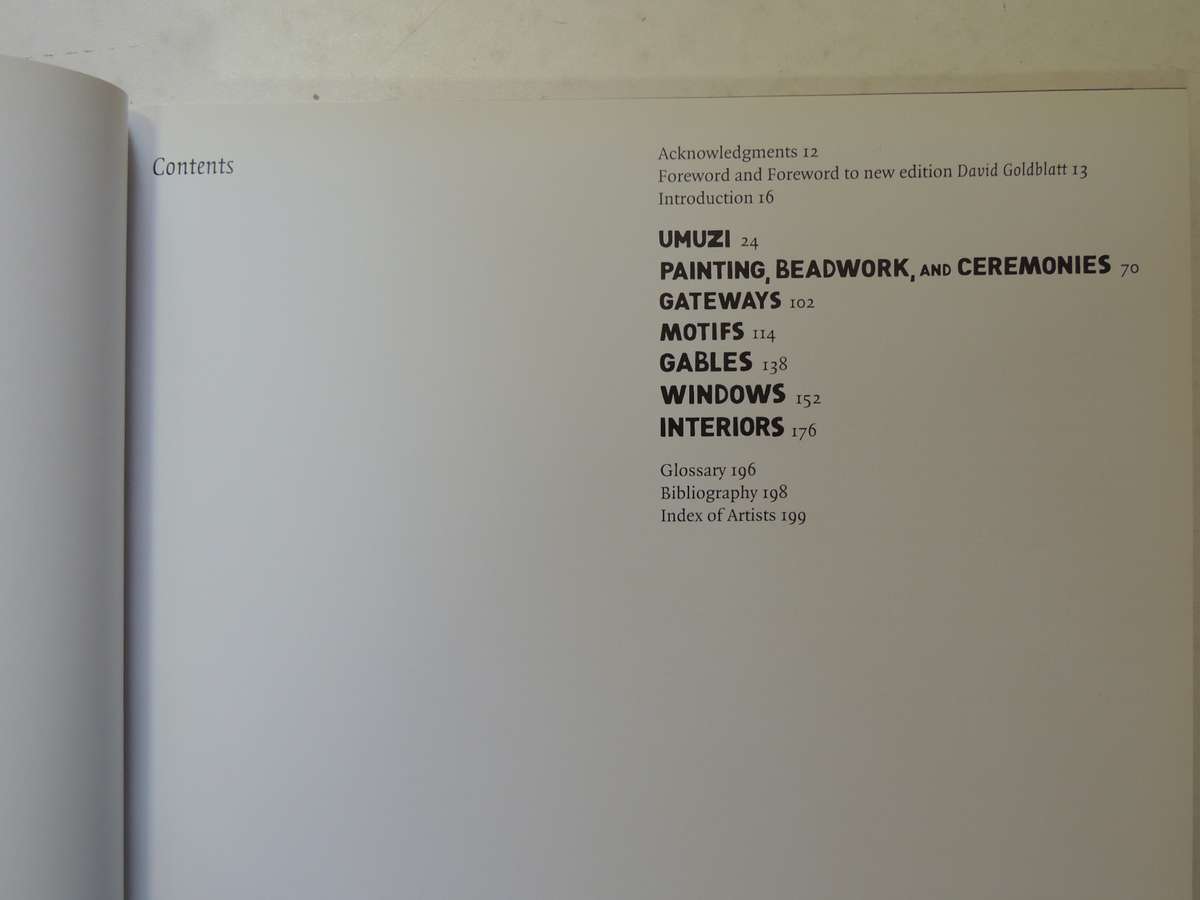 Contents
Acknowledgments 12
Foreword and Foreword to new edition David Goldblatt 13
Introduction 16
UMUZI 24
PAINTING, BEADWORK, AND CEREMONIES 70
GATEWAYS 102
MOTIFS 114
GABLES 138
WINDOWS 152
INTERIORS 176
Glossary 196
Bibliography 198
Index of Artists 199